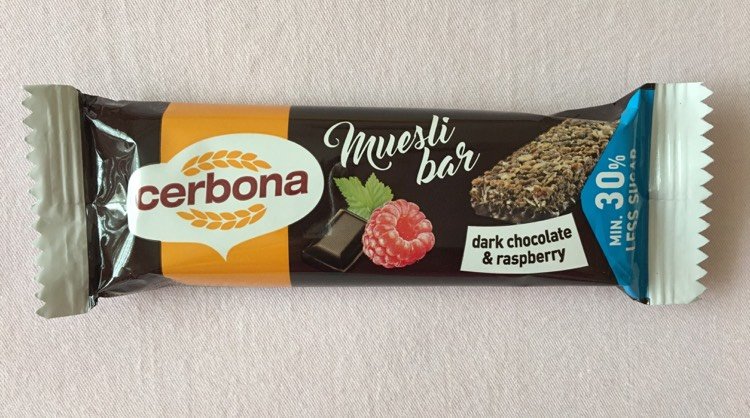 cerbona
Muesli
bar
dark chocolate
& raspberry
MIN. 30%
LESS SUGAR